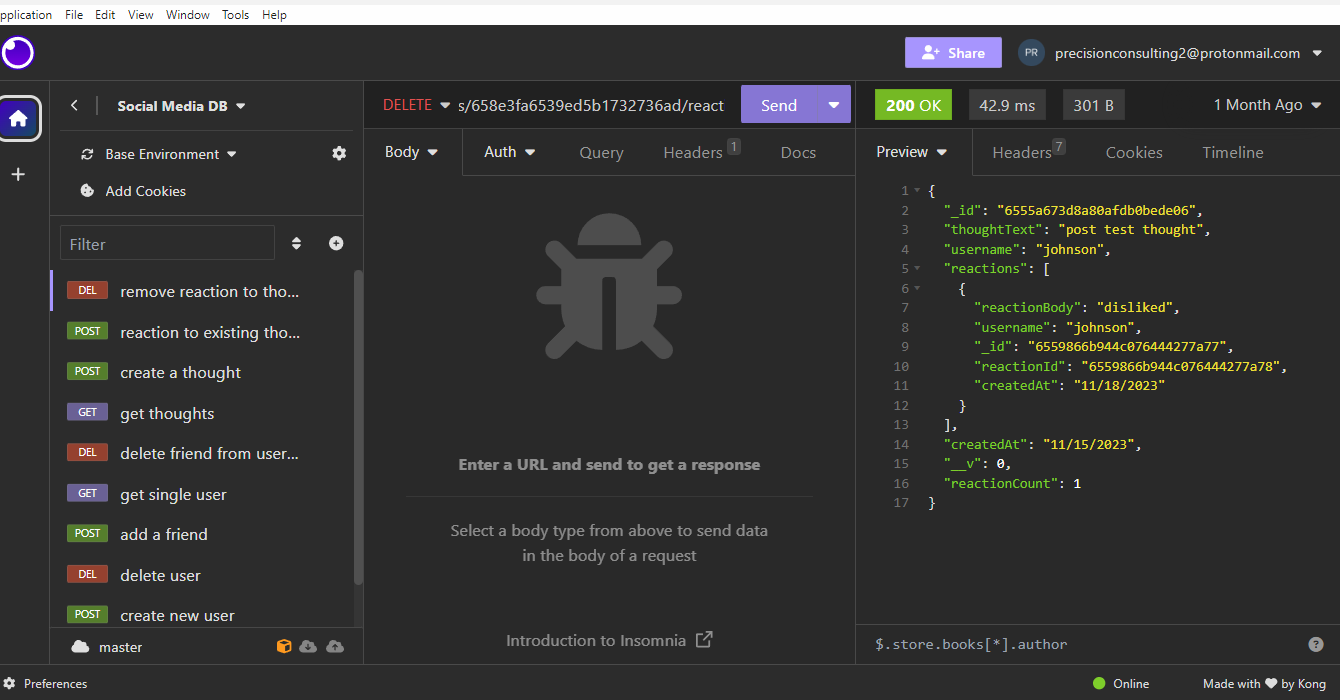 pplication File Edit View Window Tools Help
Share PR precisionconsulting2@protonmail.com
Social Media DB
DELETE s/658e3fa6539ed5b1732736ad/react Send
200 OK 42.9 ms 301 B 1 Month Ago
Base Environment
Add Cookies
Body Auth Query Headers 1 Docs
Preview Headers 7 Cookies Timeline
Filter
DEL remove reaction to tho...
POST reaction to existing tho...
POST create a thought
GET get thoughts
DEL delete friend from user...
GET get single user
POST add a friend
DEL delete user
POST create new user
master
Enter a URL and send to get a response
Select a body type from above to send data
in the body of a request
Introduction to Insomnia
1 {
2 "_id": "6555a673d8a80afdb0bede06",
3 "thoughtText": "post test thought",
4 "username": "johnson",
5 "reactions": [
6 {
7 "reactionBody": "disliked",
8 "username": "johnson",
9 "_id": "6559866b944c076444277a77",
10 "reactionId": "6559866b944c076444277a78",
11 "createdAt": "11/18/2023"
12 }
13 ],
14 "createdAt": "11/15/2023",
15 "__v": 0,
16 "reactionCount": 1
17 }
$.store.books[*].author ?
Preferences Online Made with ❤ by Kong